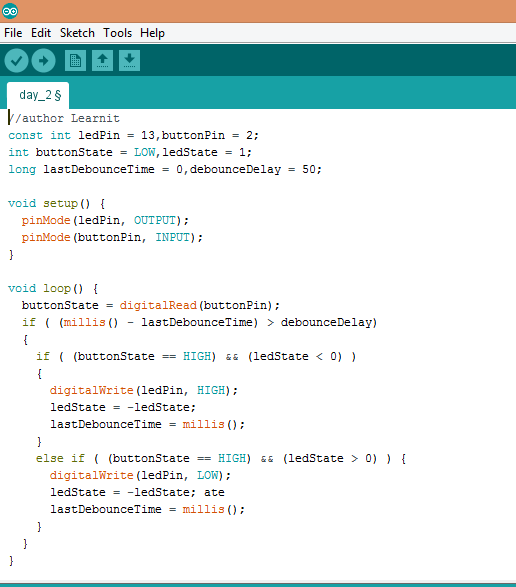 File Edit Sketch Tools Help
day_2 §
//author Learnit
const int ledPin = 13,buttonPin = 2;
int buttonState = LOW,ledState = 1;
long lastDebounceTime = 0,debounceDelay = 50;
void setup() {
pinMode(ledPin, OUTPUT);
pinMode(buttonPin, INPUT);
}
void loop() {
buttonState = digitalRead(buttonPin);
if ( (millis() - lastDebounceTime) > debounceDelay)
{
if ( (buttonState == HIGH) && (ledState < 0) )
{
digitalWrite(ledPin, HIGH);
ledState = -ledState;
lastDebounceTime = millis();
}
else if ( (buttonState == HIGH) && (ledState > 0) ) {
digitalWrite(ledPin, LOW);
ledState = -ledState; ate
lastDebounceTime = millis();
}
}
}